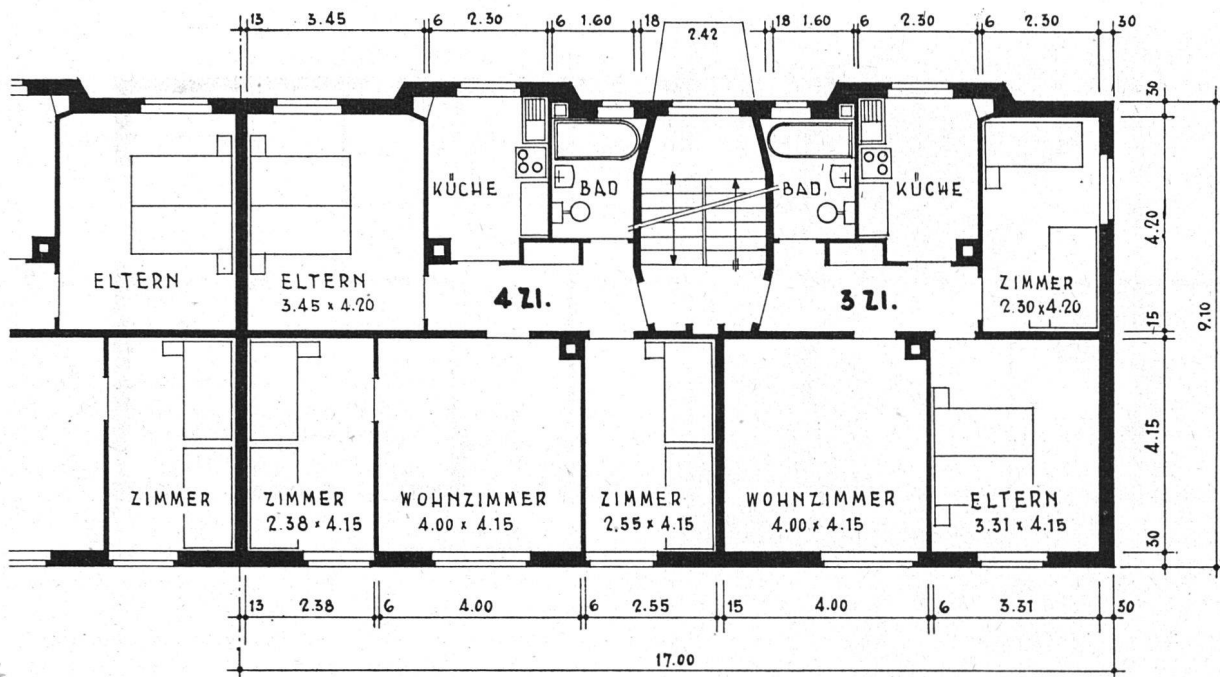 13 3.45 6 2.30 6 1.60 18 2.42 18 1.60 6 2.30 6 2.30 30
30
4.20
15
4.15
30
9.10
KÜCHE BAD BAD KÜCHE
ELTERN
ELTERN
3.45 x 4.20
4 ZI.
3 ZI.
ZIMMER
2.30 x 4.20
ZIMMER
ZIMMER
2.38 x 4.15
WOHNZIMMER
4.00 x 4.15
ZIMMER
2,55 x 4.15
WOHNZIMMER
4.00 x 4.15
ELTERN
3.31 x 4.15
13 2.38 6 4.00 6 2.55 15 4.00 6 3.31 30
17.00